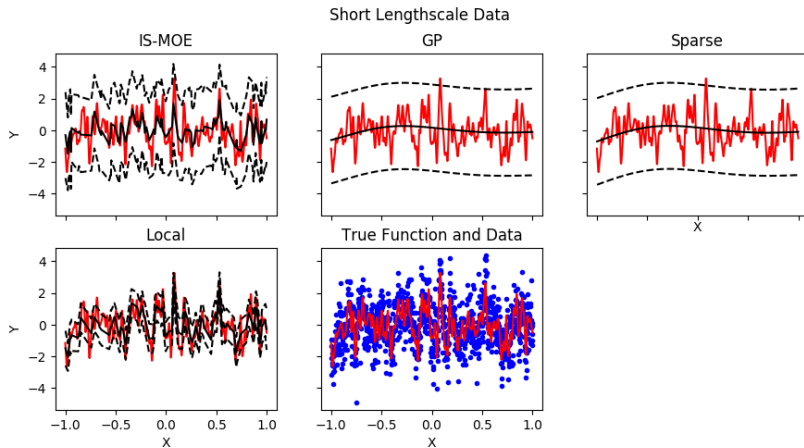 Short Lengthscale Data
IS-MOE
GP
Sparse
4
2
0
−2
−4
Y
X
Local
True Function and Data
4
2
0
−2
−4
Y
−1.0
−0.5
0.0
0.5
1.0
X
−1.0
−0.5
0.0
0.5
1.0
X